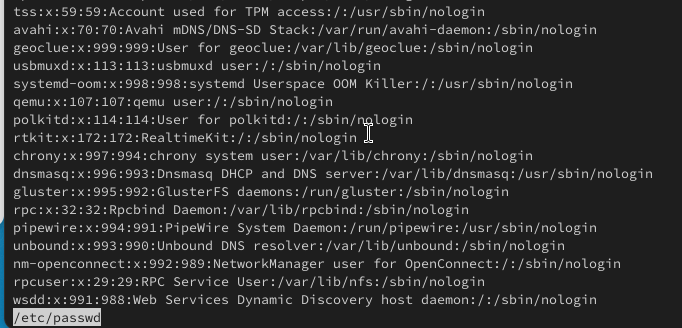 tss:x:59:59:Account used for TPM access:/:/usr/sbin/nologin
avahi:x:70:70:Avahi mDNS/DNS-SD Stack:/var/run/avahi-daemon:/sbin/nologin
geoclue:x:999:999:User for geoclue:/var/lib/geoclue:/sbin/nologin
usbmuxd:x:113:113:usbmuxd user:/:/sbin/nologin
systemd-oom:x:998:998:systemd Userspace OOM Killer:/:/usr/sbin/nologin
qemu:x:107:107:qemu user:/:/sbin/nologin
polkitd:x:114:114:User for polkitd:/:/sbin/nologin
rtkit:x:172:172:RealtimeKit:/:/sbin/nologin
chrony:x:997:994:chrony system user:/var/lib/chrony:/sbin/nologin
dnsmasq:x:996:993:Dnsmasq DHCP and DNS server:/var/lib/dnsmasq:/usr/sbin/nologin
gluster:x:995:992:GlusterFS daemons:/run/gluster:/sbin/nologin
rpc:x:32:32:Rpcbind Daemon:/var/lib/rpcbind:/sbin/nologin
pipewire:x:994:991:PipeWire System Daemon:/run/pipewire:/usr/sbin/nologin
unbound:x:993:990:Unbound DNS resolver:/var/lib/unbound:/sbin/nologin
nm-openconnect:x:992:989:NetworkManager user for OpenConnect:/:/sbin/nologin
rpcuser:x:29:29:RPC Service User:/var/lib/nfs:/sbin/nologin
wsdd:x:991:988:Web Services Dynamic Discovery host daemon:/:/sbin/nologin
/etc/passwd